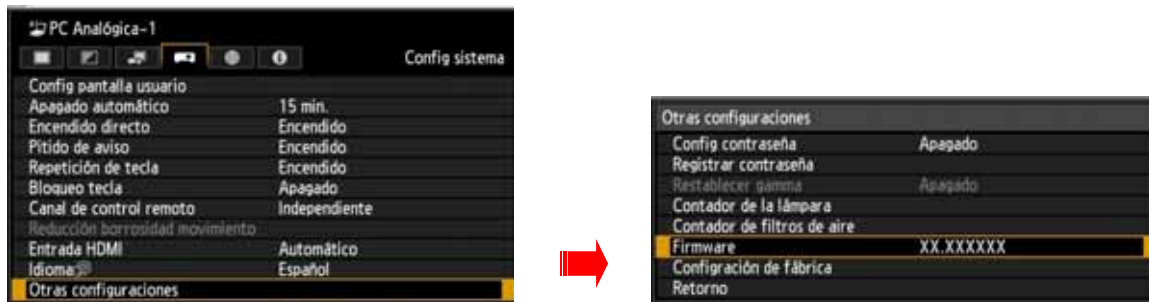 PC Analógica-1
Config sistema
Config pantalla usuario
Apagado automático 15 min.
Encendido directo Encendido
Pitido de aviso Encendido
Repetición de tecla Encendido
Bloqueo tecla Apagado
Canal de control remoto Independiente
Reducción borrosidad movimiento
Entrada HDMI Automático
Idioma Español
Otras configuraciones
Otras configuraciones
Config contraseña Apagado
Registrar contraseña
Restablecer gamma Apagado
Contador de la lámpara
Contador de filtros de aire
Firmware XX.XXXXXX
Configración de fábrica
Retorno